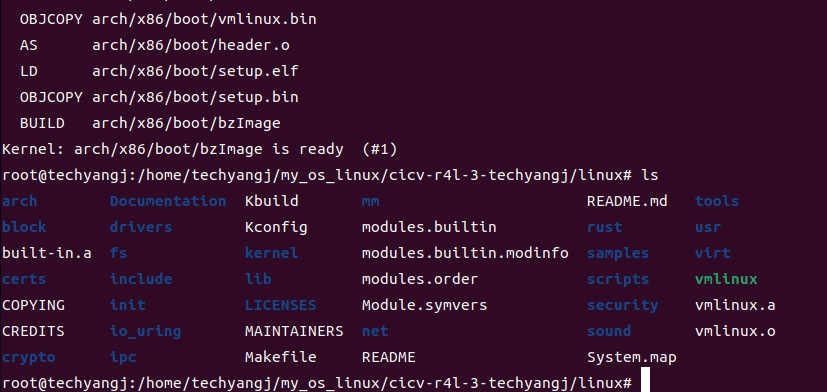 OBJCOPY arch/x86/boot/vmlinux.bin
AS      arch/x86/boot/header.o
LD      arch/x86/boot/setup.elf
OBJCOPY arch/x86/boot/setup.bin
BUILD   arch/x86/boot/bzImage
Kernel: arch/x86/boot/bzImage is ready  (#1)
root@techyangj:/home/techyangj/my_os_linux/cicv-r4l-3-techyangj/linux# ls
arch        Documentation  Kbuild       mm                        README.md  tools
block       drivers        Kconfig      modules.builtin           rust       usr
built-in.a  fs             kernel       modules.builtin.modinfo   samples    virt
certs       include        lib          modules.order             scripts    vmlinux
COPYING     init           LICENSES     Module.symvers            security   vmlinux.a
CREDITS     io_uring       MAINTAINERS  net                       sound      vmlinux.o
crypto      ipc            Makefile     README                    System.map
root@techyangj:/home/techyangj/my_os_linux/cicv-r4l-3-techyangj/linux#